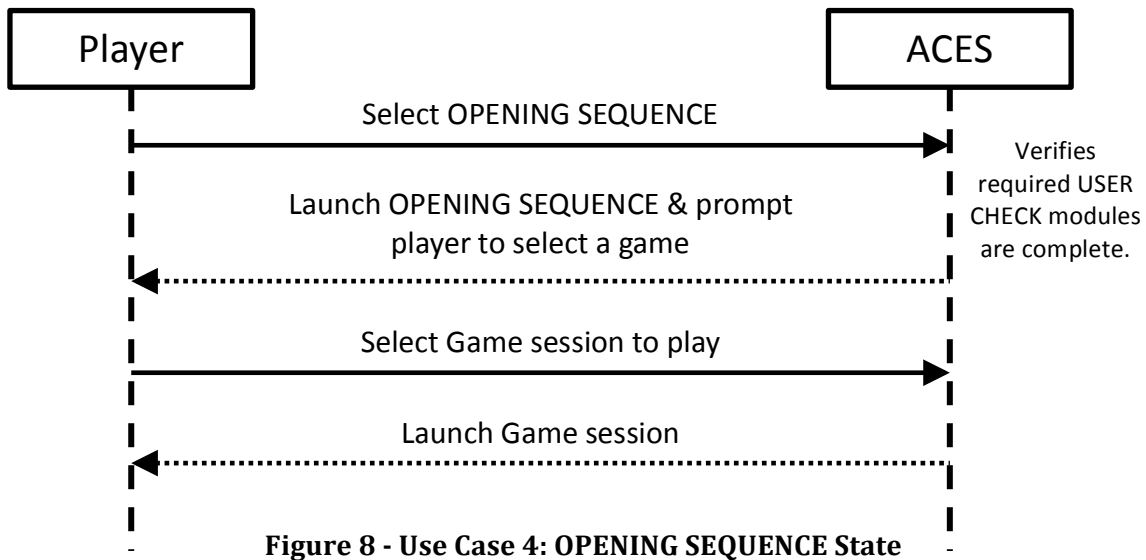 Player
ACES
Select OPENING SEQUENCE
Verifies
required USER
CHECK modules
are complete.
Launch OPENING SEQUENCE & prompt
player to select a game
Select Game session to play
Launch Game session
Figure 8 - Use Case 4: OPENING SEQUENCE State